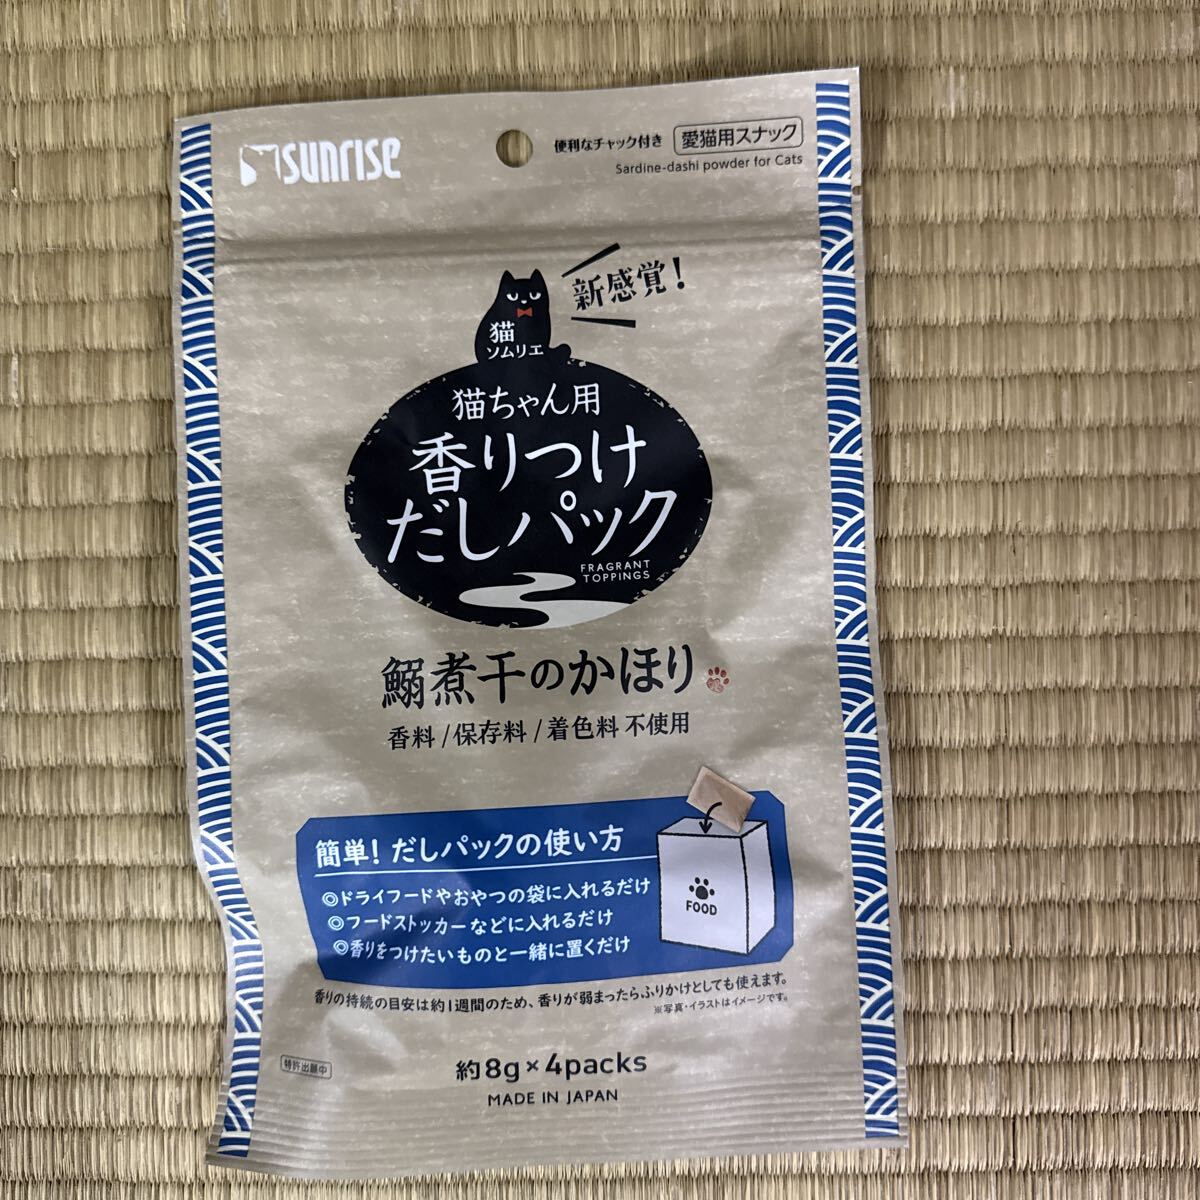 sunrise
便利なチャック付き 愛猫用スナック
Sardine-dashi powder for Cats
新感覚!
猫
ソムリエ
猫ちゃん用
香りつけ
だしパック
FRAGRANT
TOPPINGS
鰯煮干のかほり
香料/保存料/着色料 不使用
簡単! だしパックの使い方
◎ドライフードやおやつの袋に入れるだけ
◎フードストッカーなどに入れるだけ
◎香りをつけたいものと一緒に置くだけ
FOOD
香りの持続の目安は約1週間のため、香りが弱まったらふりかけとしても使えます。
※写真・イラストはイメージです。
特許出願中
約8g×4packs
MADE IN JAPAN